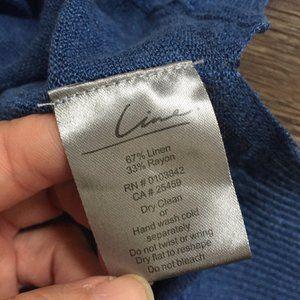 Line
67% Linen
33% Rayon
RN # 0103842
CA # 25459
Dry Clean
or
Hand wash cold
separately
Do not twist or wring
Dry flat to reshape
Do not bleach